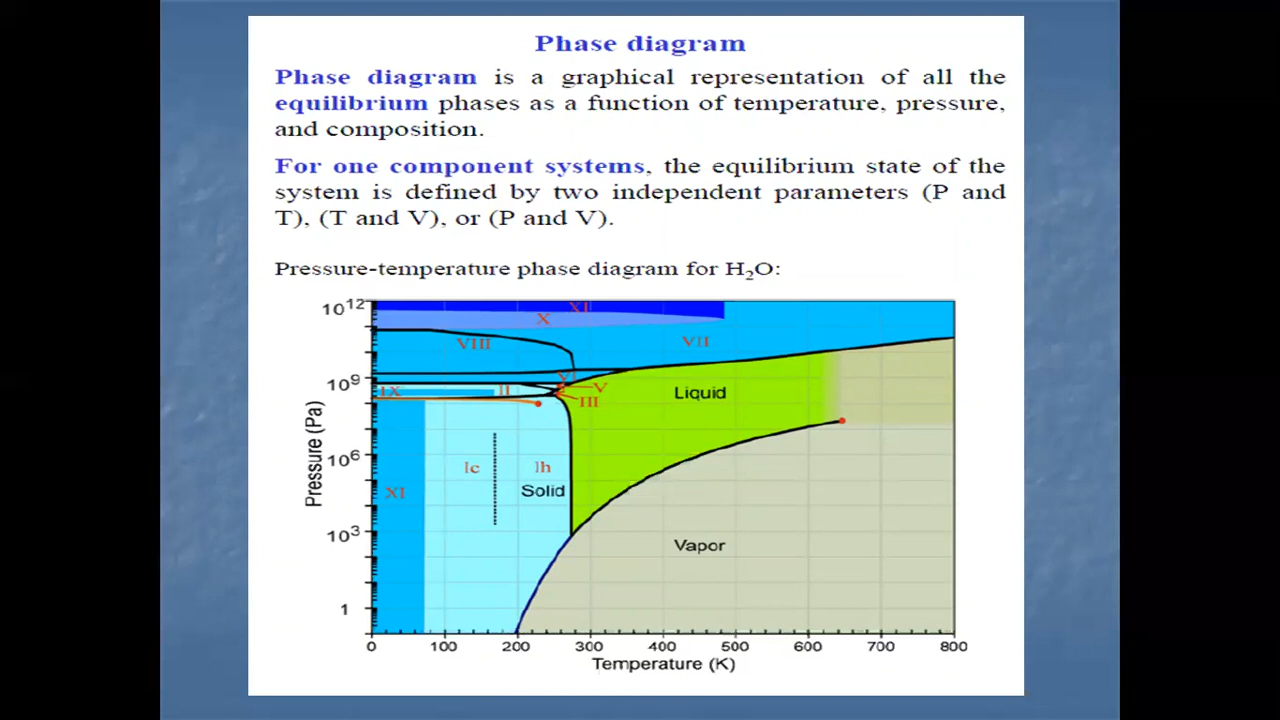 Phase diagram
Phase diagram is a graphical representation of all the
equilibrium phases as a function of temperature, pressure,
and composition.
For one component systems, the equilibrium state of the
system is defined by two independent parameters (P and
T), (T and V), or (P and V).
Pressure-temperature phase diagram for H₂O:
10¹²
XI
X
VIII
VII
10⁹
VI
V
IX
II
III
Liquid
Pressure (Pa)
10⁶
Ic
Ih
Solid
XI
10³
Vapor
1
0 100 200 300 400 500 600 700 800
Temperature (K)